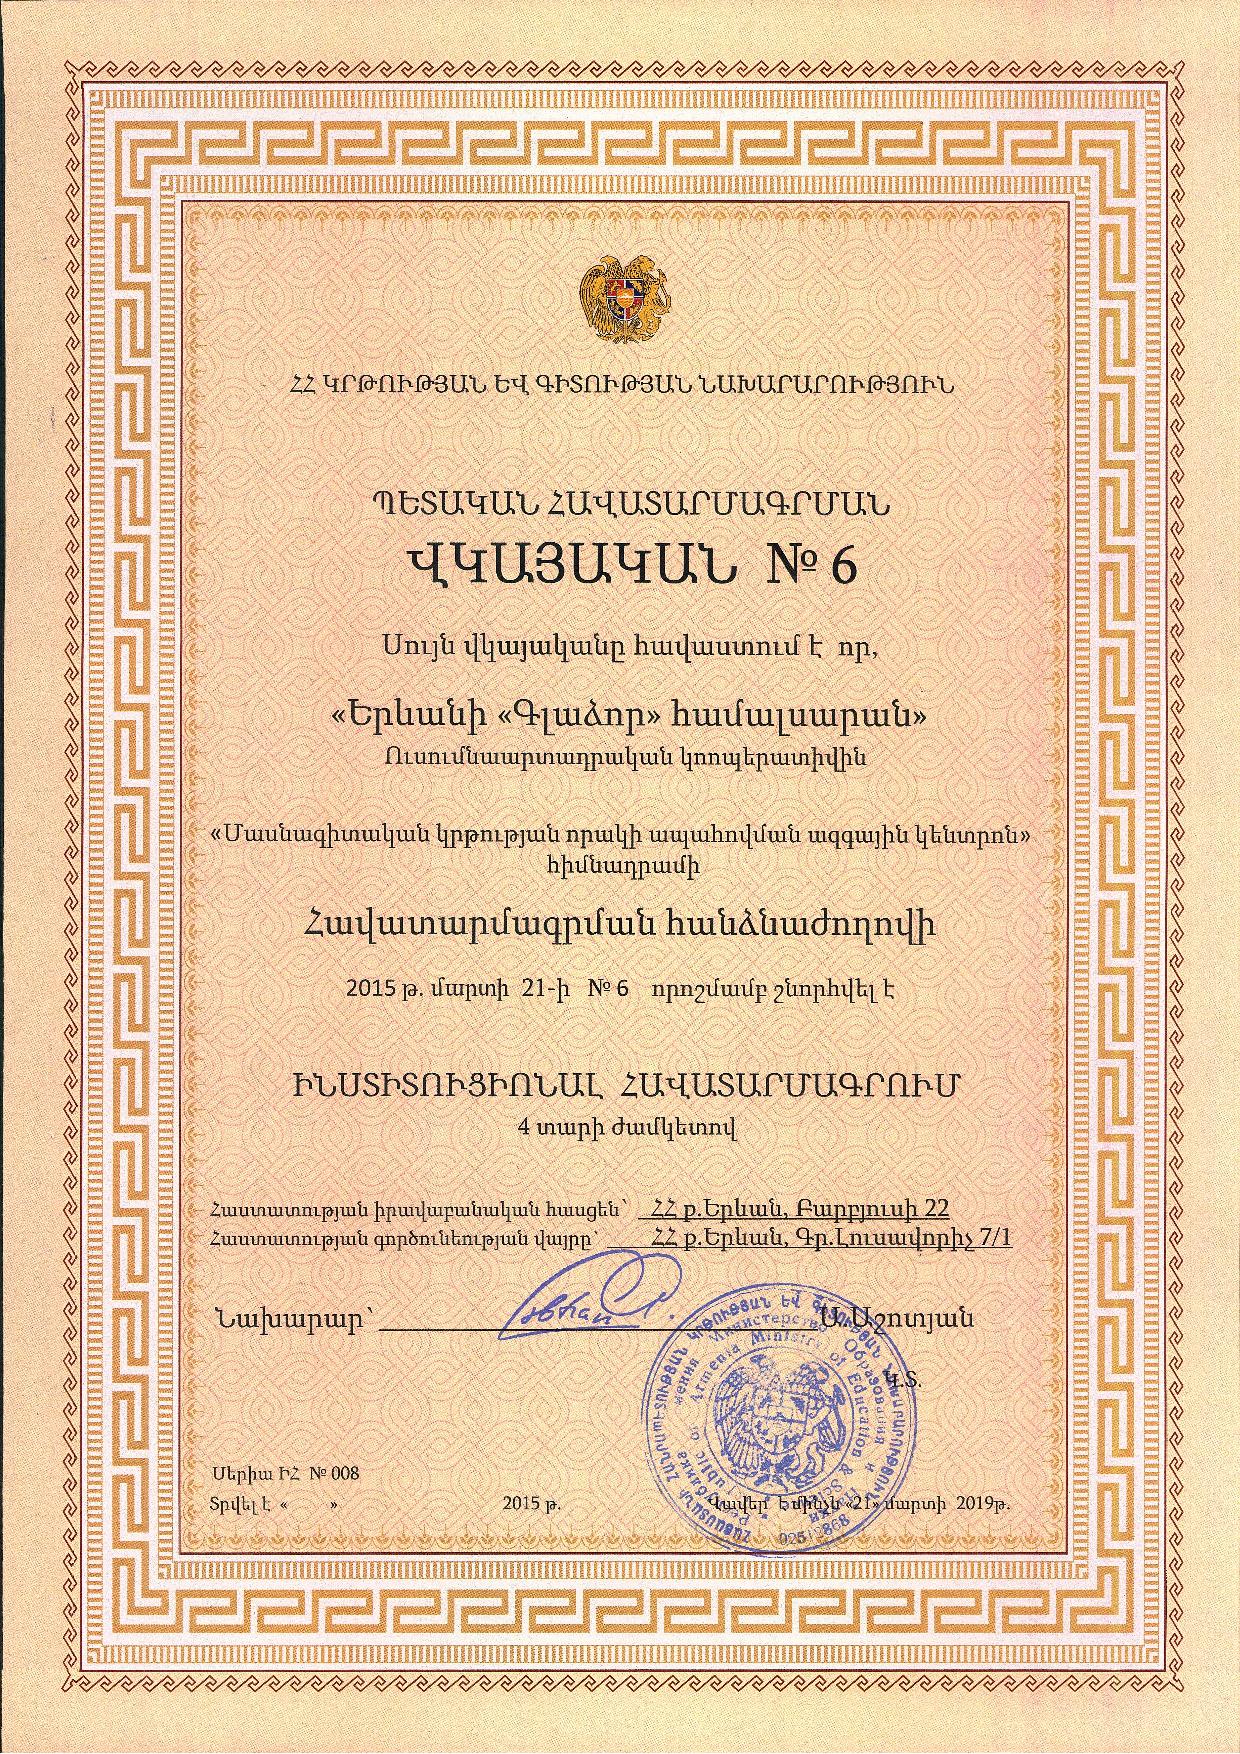 ՀՀ ԿՐԹՈՒԹՅԱՆ ԵՎ ԳԻՏՈՒԹՅԱՆ ՆԱԽԱՐԱՐՈՒԹՅՈՒՆ
ՊԵՏԱԿԱՆ ՀԱՎԱՏԱՐՄԱԳՐՄԱՆ
ՎԿԱՅԱԿԱՆ № 6
Սույն վկայականը հավաստում է որ,
«Երևանի «Գլաձոր» համալսարան»
Ուսումնաարտադրական կոոպերատիվին
«Մասնագիտական կրթության որակի ապահովման ազգային կենտրոն»
հիմնադրամի
Հավատարմագրման հանձնաժողովի
2015 թ. մարտի 21-ի № 6 որոշմամբ շնորհվել է
ԻՆՍՏԻՏՈՒՑԻՈՆԱԼ ՀԱՎԱՏԱՐՄԱԳՐՈՒՄ
4 տարի ժամկետով
Հաստատության իրավաբանական հասցեն՝ ՀՀ ք.Երևան, Բարբյուսի 22
Հաստատության գործունեության վայրը՝ ՀՀ ք.Երևան, Գր.Լուսավորիչ 7/1
Նախարար՝ Ա.Աշոտյան
Կ.Տ.
Սերիա ԻՀ № 008
Տրվել է « » 2015 թ. Վավեր է մինչև «21» մարտի 2019թ.